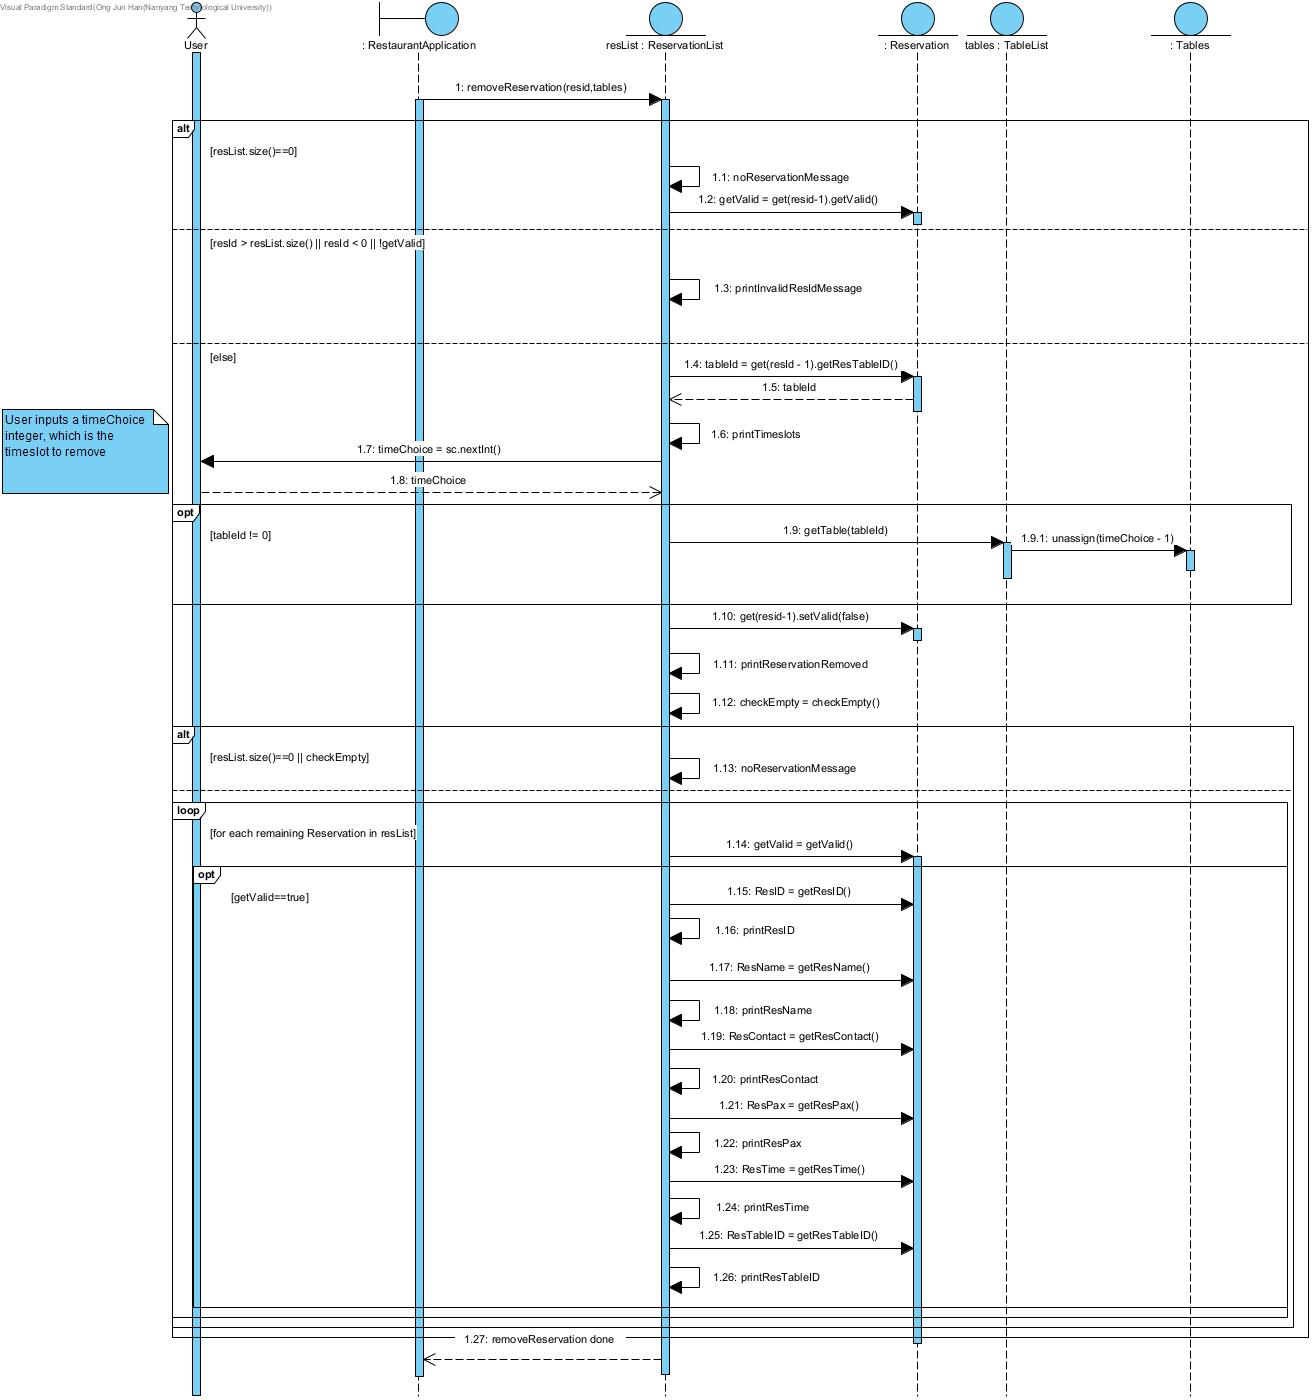 Visual Paradigm Standard(Ong Jun Han(Nanyang Technological University))
User
: RestaurantApplication
resList : ReservationList
: Reservation
tables : TableList
: Tables
1: removeReservation(resid,tables)
alt
[resList.size()==0]
1.1: noReservationMessage
1.2: getValid = get(resid-1).getValid()
[resId > resList.size() || resId < 0 || !getValid]
1.3: printInvalidResIdMessage
[else]
1.4: tableId = get(resId - 1).getResTableID()
1.5: tableId
User inputs a timeChoice
integer, which is the
timeslot to remove
1.6: printTimeslots
1.7: timeChoice = sc.nextInt()
1.8: timeChoice
opt
[tableId != 0]
1.9: getTable(tableId)
1.9.1: unassign(timeChoice - 1)
1.10: get(resid-1).setValid(false)
1.11: printReservationRemoved
1.12: checkEmpty = checkEmpty()
alt
[resList.size()==0 || checkEmpty]
1.13: noReservationMessage
loop
[for each remaining Reservation in resList]
1.14: getValid = getValid()
opt
[getValid==true]
1.15: ResID = getResID()
1.16: printResID
1.17: ResName = getResName()
1.18: printResName
1.19: ResContact = getResContact()
1.20: printResContact
1.21: ResPax = getResPax()
1.22: printResPax
1.23: ResTime = getResTime()
1.24: printResTime
1.25: ResTableID = getResTableID()
1.26: printResTableID
1.27: removeReservation done